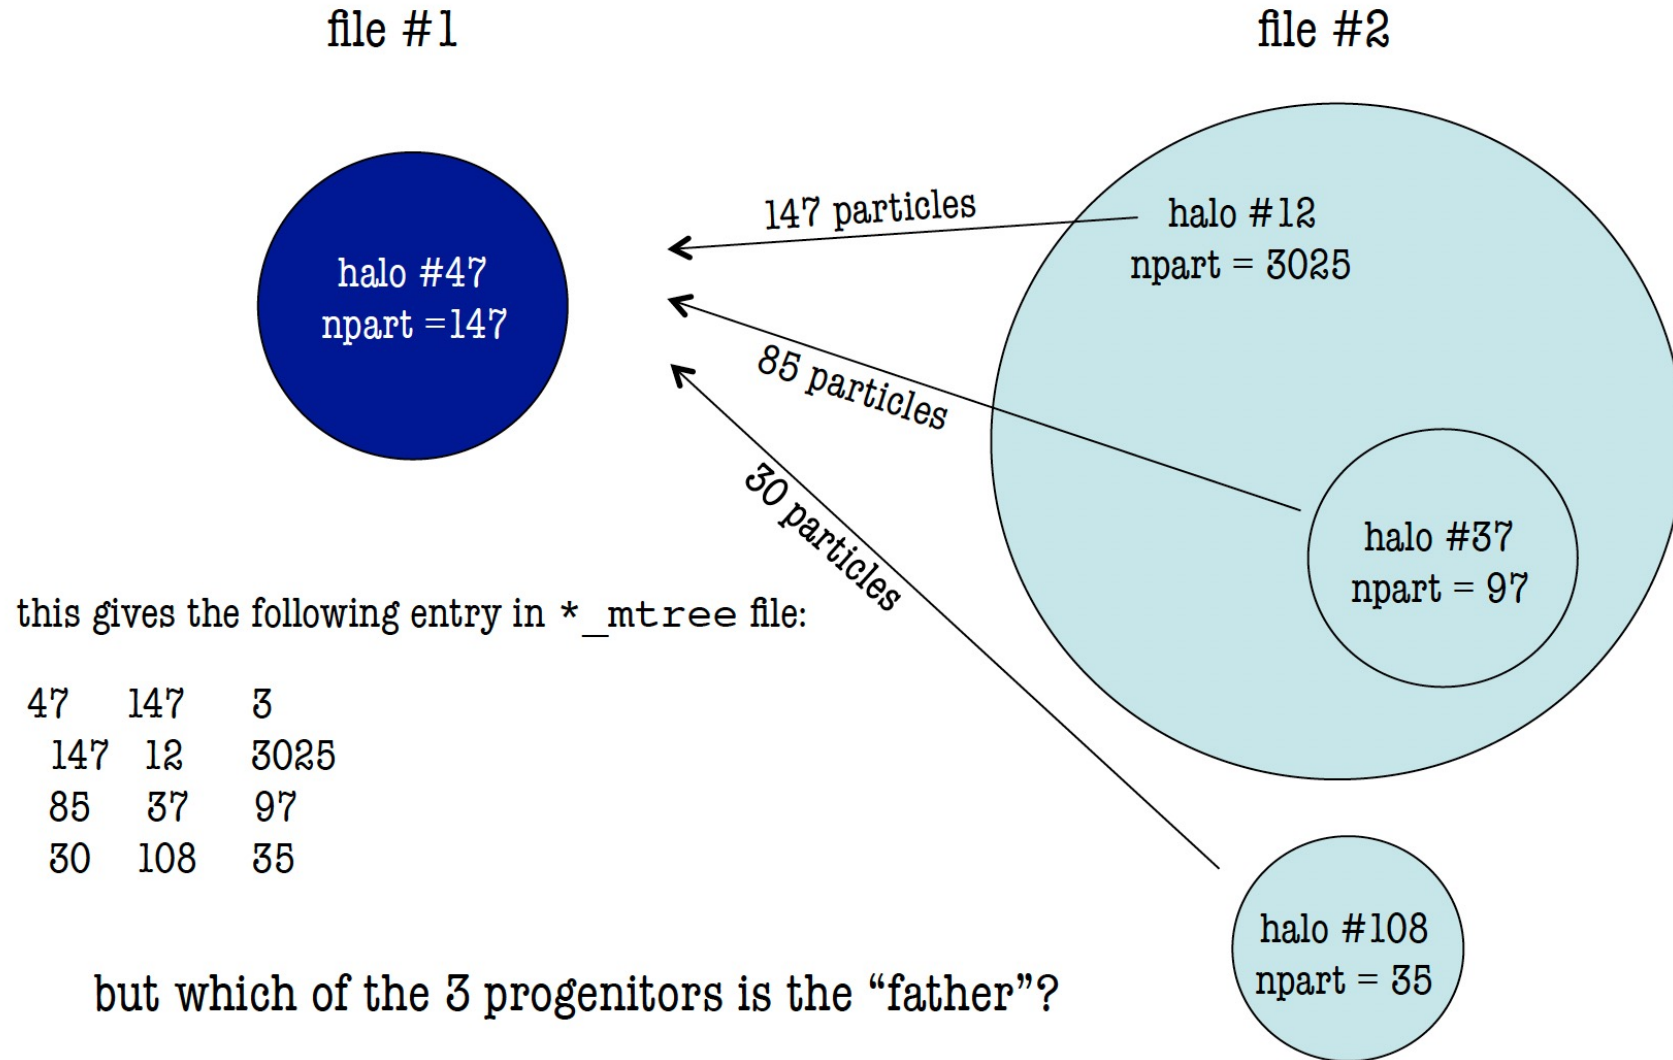 file #1
file #2
halo #47
npart =147
147 particles
85 particles
30 particles
halo #12
npart = 3025
halo #37
npart = 97
halo #108
npart = 35
this gives the following entry in *_mtree file:
47 147 3
147 12 3025
85 37 97
30 108 35
but which of the 3 progenitors is the “father”?